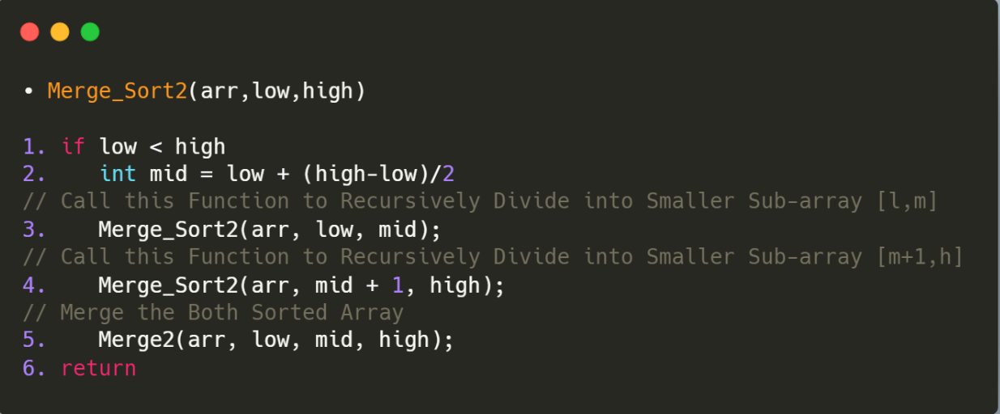 • Merge_Sort2(arr,low,high)
1. if low < high
2. int mid = low + (high-low)/2
// Call this Function to Recursively Divide into Smaller Sub-array [l,m]
3. Merge_Sort2(arr, low, mid);
// Call this Function to Recursively Divide into Smaller Sub-array [m+1,h]
4. Merge_Sort2(arr, mid + 1, high);
// Merge the Both Sorted Array
5. Merge2(arr, low, mid, high);
6. return